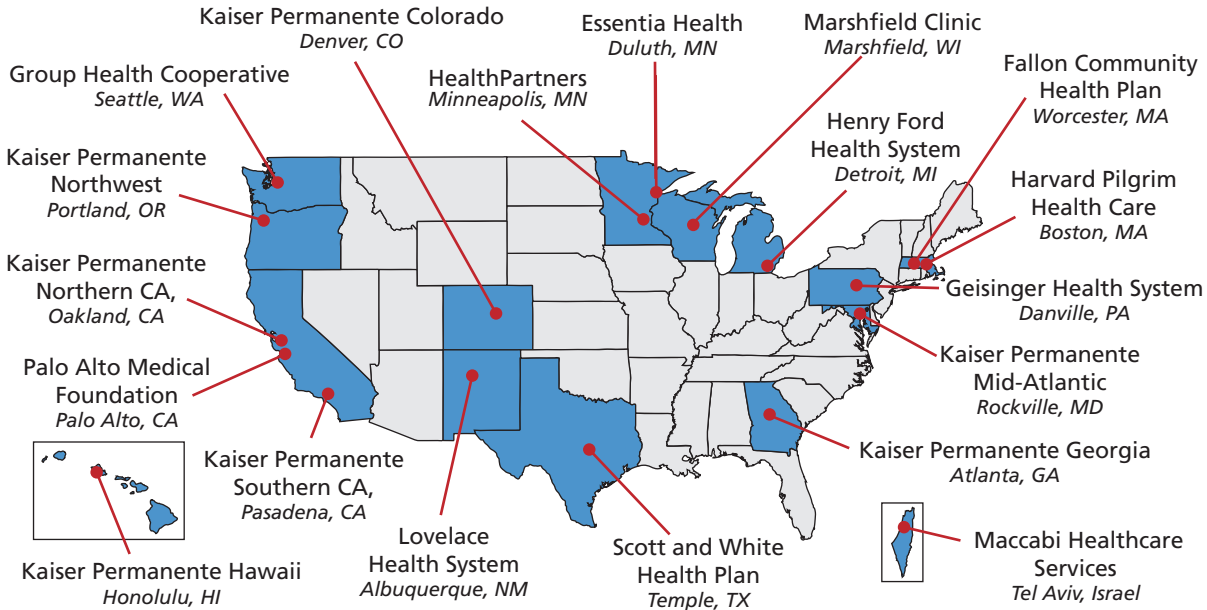 Kaiser Permanente Colorado
Denver, CO
Essentia Health
Duluth, MN
Marshfield Clinic
Marshfield, WI
Group Health Cooperative
Seattle, WA
HealthPartners
Minneapolis, MN
Fallon Community
Health Plan
Worcester, MA
Henry Ford
Health System
Detroit, MI
Kaiser Permanente
Northwest
Portland, OR
Harvard Pilgrim
Health Care
Boston, MA
Kaiser Permanente
Northern CA,
Oakland, CA
Geisinger Health System
Danville, PA
Palo Alto Medical
Foundation
Palo Alto, CA
Kaiser Permanente
Mid-Atlantic
Rockville, MD
Kaiser Permanente
Southern CA,
Pasadena, CA
Kaiser Permanente Georgia
Atlanta, GA
Kaiser Permanente Hawaii
Honolulu, HI
Lovelace
Health System
Albuquerque, NM
Scott and White
Health Plan
Temple, TX
Maccabi Healthcare
Services
Tel Aviv, Israel